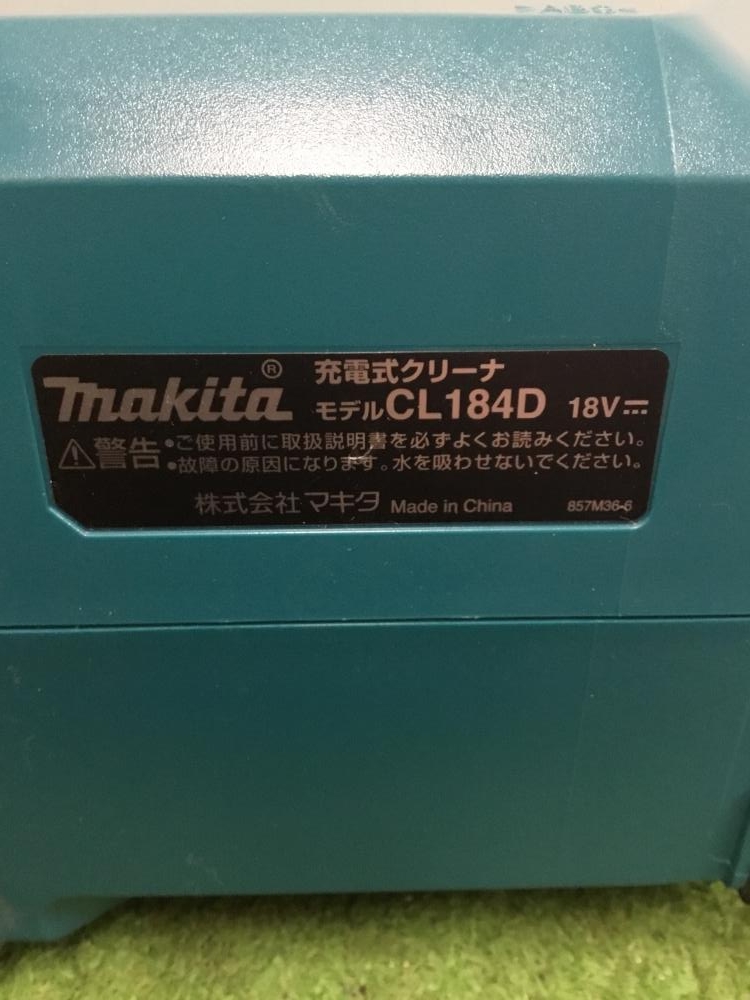 makita® 充電式クリーナ
モデルCL184D 18V⎓
⚠警告 •ご使用前に取扱説明書を必ずよくお読みください。
•故障の原因になります。水を吸わせないでください。
株式会社マキタ Made in China 857M36-6